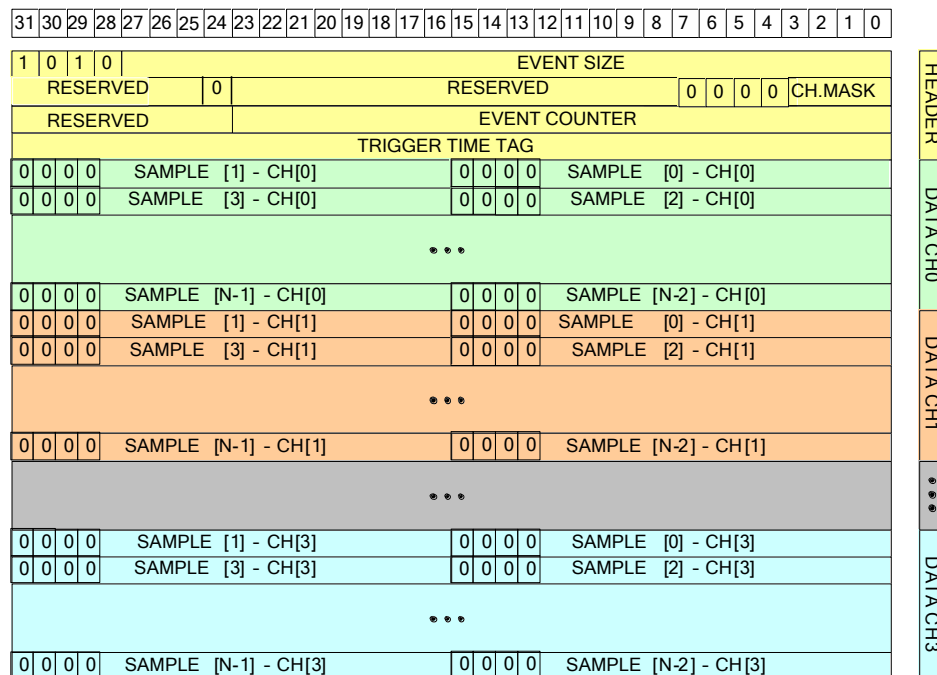 31 30 29 28 27 26 25 24 23 22 21 20 19 18 17 16 15 14 13 12 11 10 9 8 7 6 5 4 3 2 1 0
1 0 1 0 EVENT SIZE
RESERVED 0 RESERVED 0 0 0 0 CH.MASK
RESERVED EVENT COUNTER
TRIGGER TIME TAG
HEADER
0 0 0 0 SAMPLE [1] - CH[0] 0 0 0 0 SAMPLE [0] - CH[0]
0 0 0 0 SAMPLE [3] - CH[0] 0 0 0 0 SAMPLE [2] - CH[0]
...
0 0 0 0 SAMPLE [N-1] - CH[0] 0 0 0 0 SAMPLE [N-2] - CH[0]
DATA CH0
0 0 0 0 SAMPLE [1] - CH[1] 0 0 0 0 SAMPLE [0] - CH[1]
0 0 0 0 SAMPLE [3] - CH[1] 0 0 0 0 SAMPLE [2] - CH[1]
...
0 0 0 0 SAMPLE [N-1] - CH[1] 0 0 0 0 SAMPLE [N-2] - CH[1]
DATA CH1
...
...
0 0 0 0 SAMPLE [1] - CH[3] 0 0 0 0 SAMPLE [0] - CH[3]
0 0 0 0 SAMPLE [3] - CH[3] 0 0 0 0 SAMPLE [2] - CH[3]
...
0 0 0 0 SAMPLE [N-1] - CH[3] 0 0 0 0 SAMPLE [N-2] - CH[3]
DATA CH3